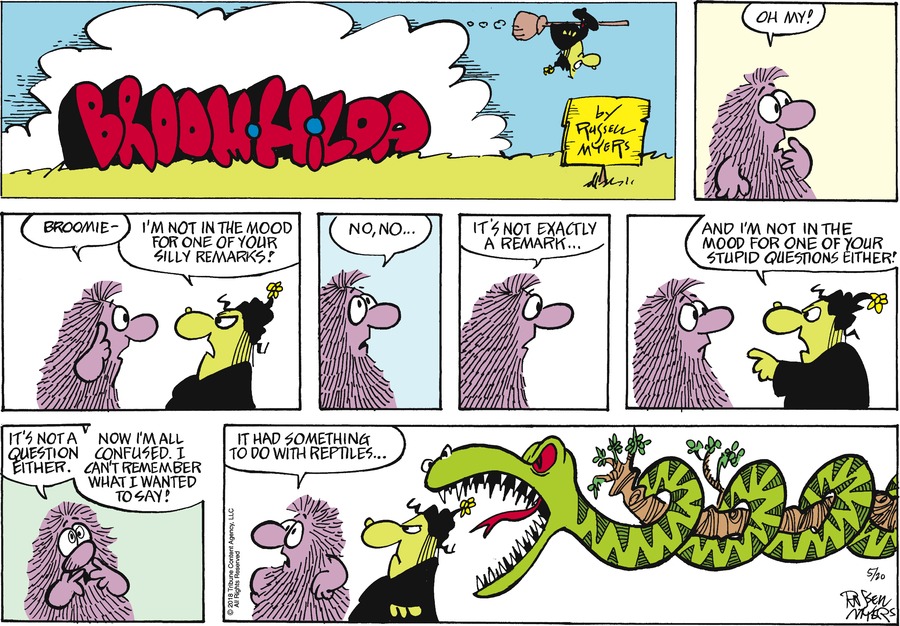 BROOM·HiLDA
by
RUSSELL
MYERS
OH MY!
BROOMIE-
I'M NOT IN THE MOOD
FOR ONE OF YOUR
SILLY REMARKS!
NO, NO...
IT'S NOT EXACTLY
A REMARK...
AND I'M NOT IN THE
MOOD FOR ONE OF YOUR
STUPID QUESTIONS EITHER!
IT'S NOT A
QUESTION
EITHER.
NOW I'M ALL
CONFUSED. I
CAN'T REMEMBER
WHAT I WANTED
TO SAY!
© 2018 Tribune Content Agency, LLC
All Rights Reserved
IT HAD SOMETHING
TO DO WITH REPTILES...
5/20
RUSSELL
MYERS